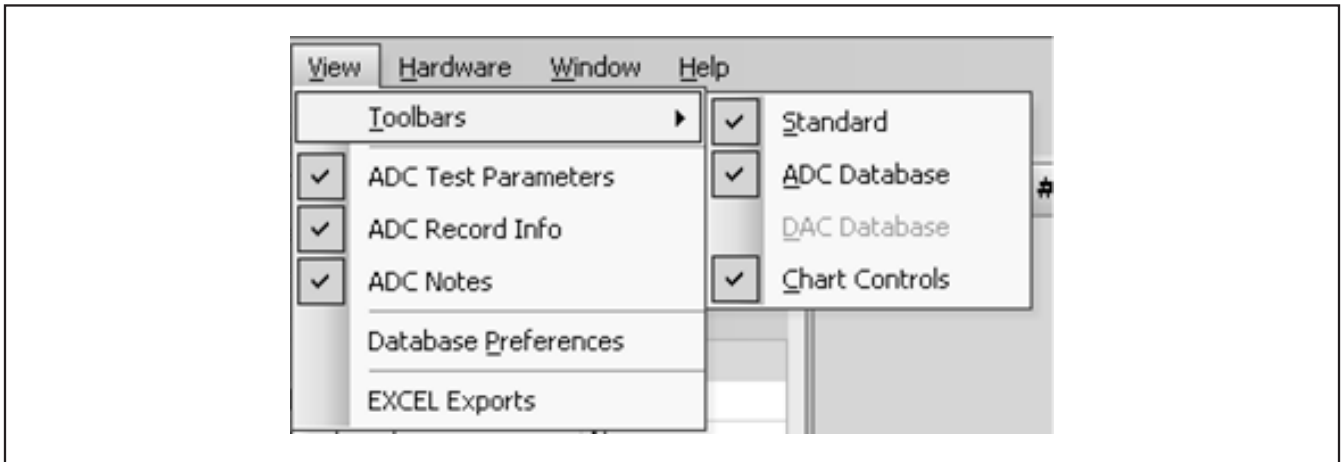 View Hardware Window Help
Toolbars
ADC Test Parameters
ADC Record Info
ADC Notes
Database Preferences
EXCEL Exports
Standard
ADC Database
DAC Database
Chart Controls
#